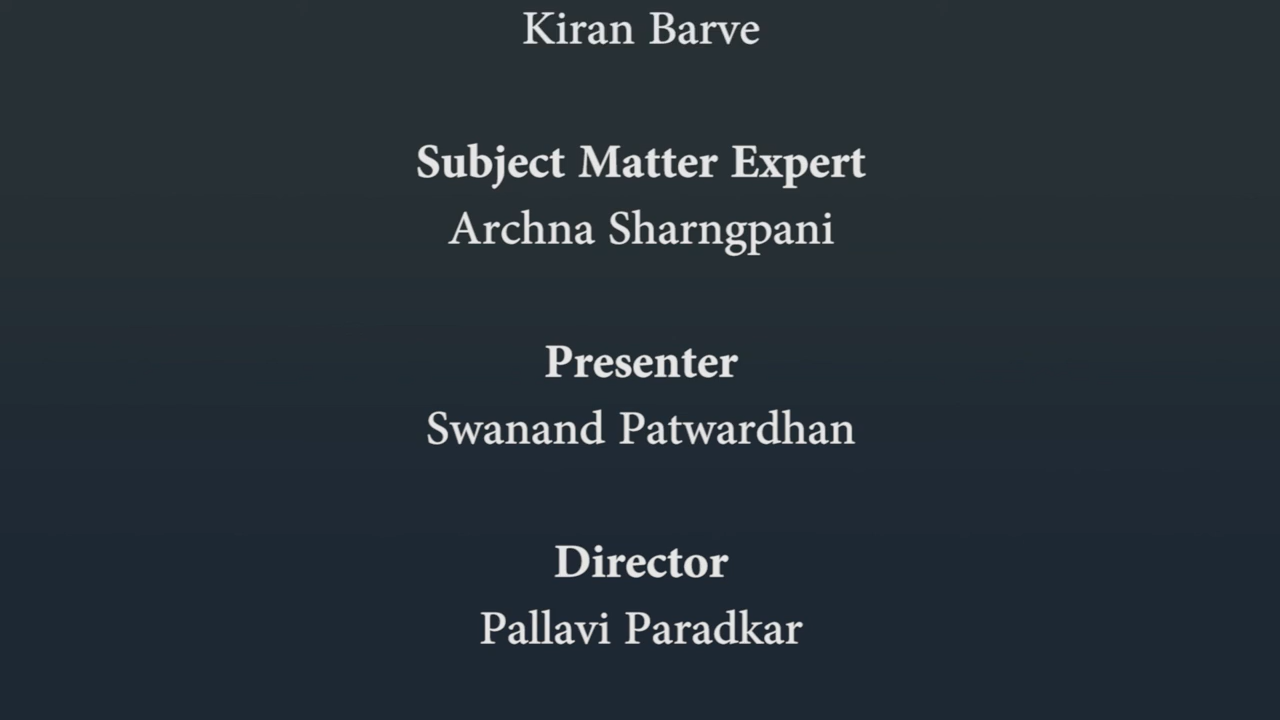 Kiran Barve
Subject Matter Expert
Archna Sharngpani
Presenter
Swanand Patwardhan
Director
Pallavi Paradkar